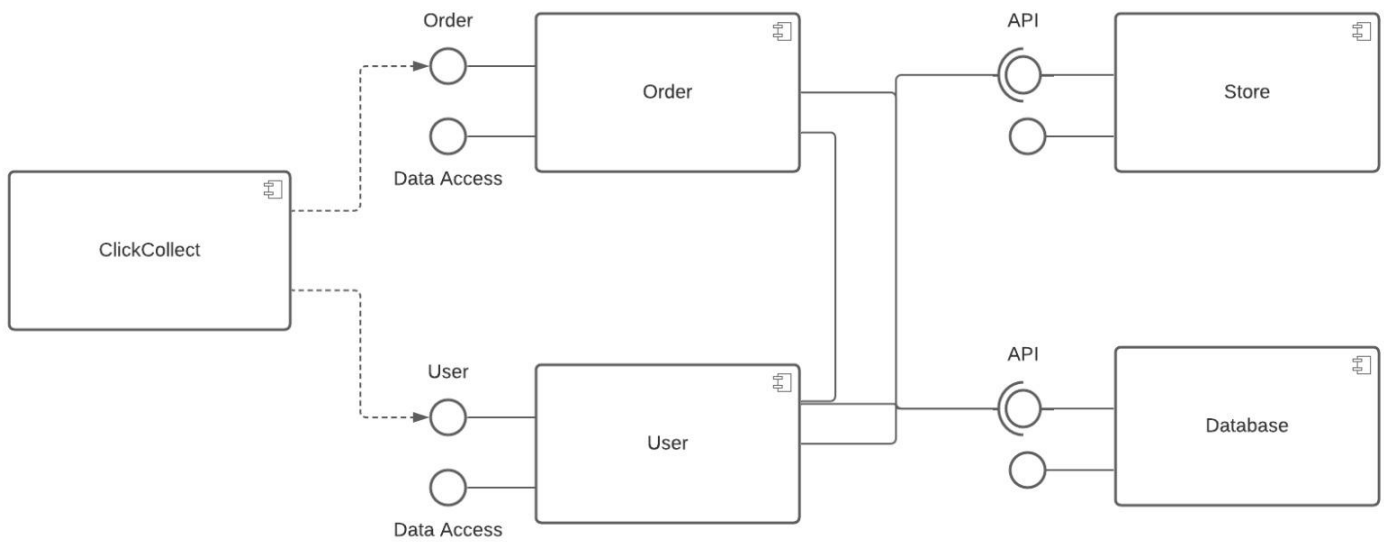 Order
API
Order
Store
Data Access
ClickCollect
User
API
User
Database
Data Access